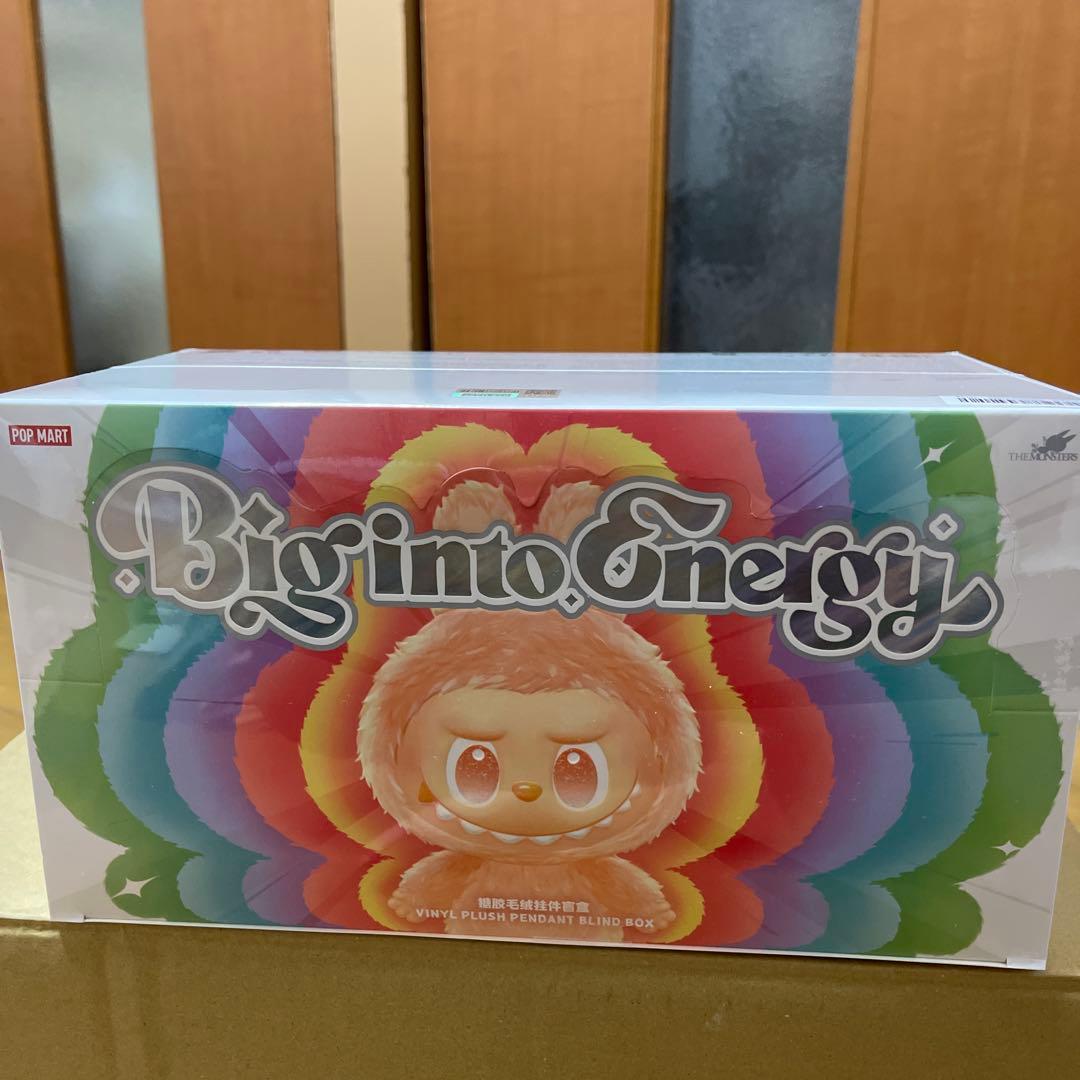 POP MART
THE MONSTERS
Big into Energy
搪胶毛绒挂件盲盒
VINYL PLUSH PENDANT BLIND BOX